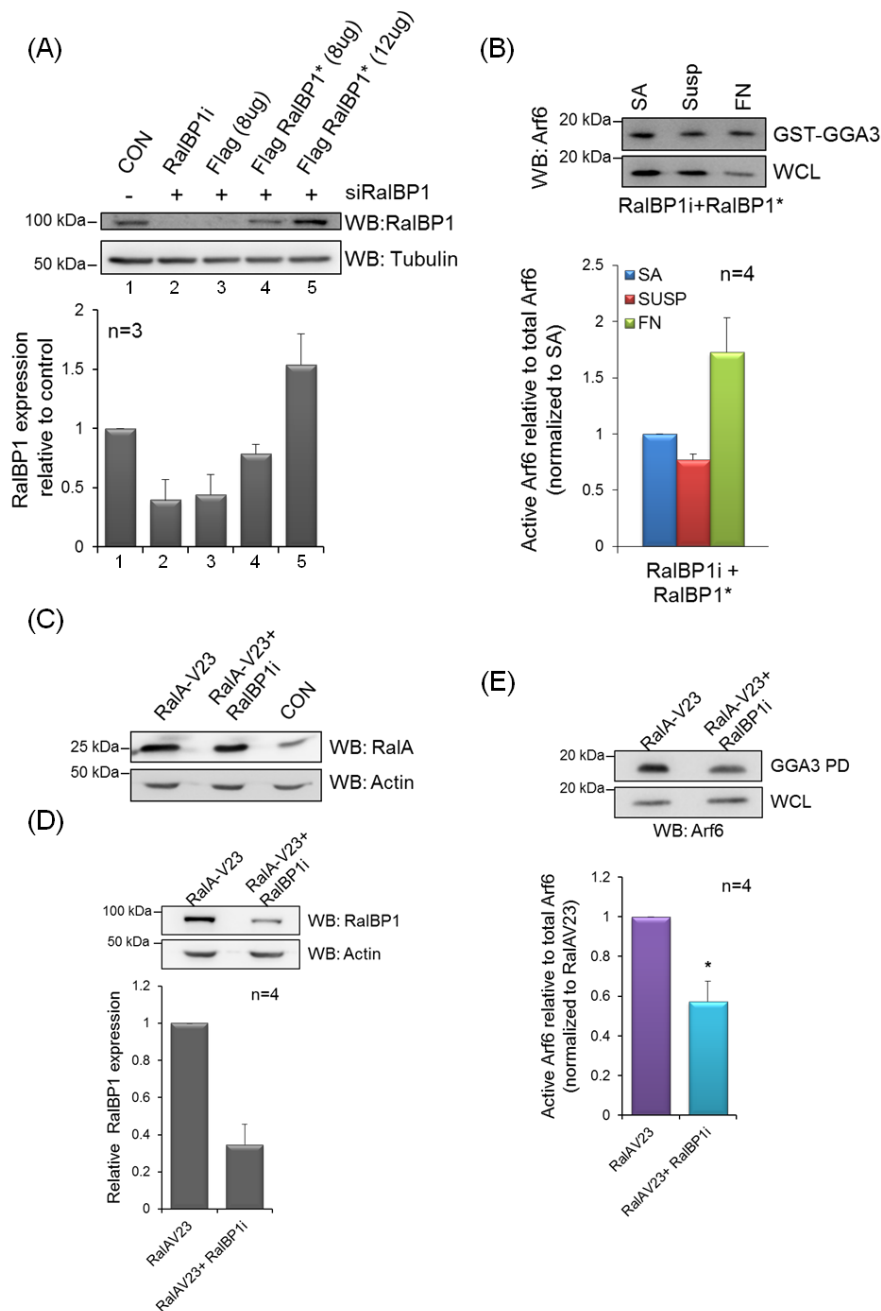 (A)
CON
RalBP1i
Flag (8ug)
Flag RalBP1* (8ug)
Flag RalBP1* (12ug)
- + + + + siRalBP1
100 kDa
WB:RalBP1
50 kDa
WB: Tubulin
1 2 3 4 5
RalBP1 expression
relative to control
n=3
2
1.5
1
0.5
0
1 2 3 4 5
(B)
SA
Susp
FN
WB: Arf6
20 kDa
GST-GGA3
20 kDa
WCL
RalBP1i+RalBP1*
Active Arf6 relative to total Arf6
(normalized to SA)
SA
SUSP
FN
n=4
2.5
2
1.5
1
0.5
0
RalBP1i +
RalBP1*
(C)
RalA-V23
RalA-V23+
RalBP1i
CON
25 kDa
WB: RalA
50 kDa
WB: Actin
(D)
RalA-V23
RalA-V23+
RalBP1i
100 kDa
WB: RalBP1
50 kDa
WB: Actin
Relative RalBP1 expression
n=4
1.2
1
0.8
0.6
0.4
0.2
0
RalAV23
RalAV23+ RalBP1i
(E)
RalA-V23
RalA-V23+
RalBP1i
20 kDa
GGA3 PD
20 kDa
WCL
WB: Arf6
Active Arf6 relative to total Arf6
(normalized to RalAV23)
n=4
1.2
1
0.8
0.6
0.4
0.2
0
*
RalAV23
RalAV23+ RalBP1i